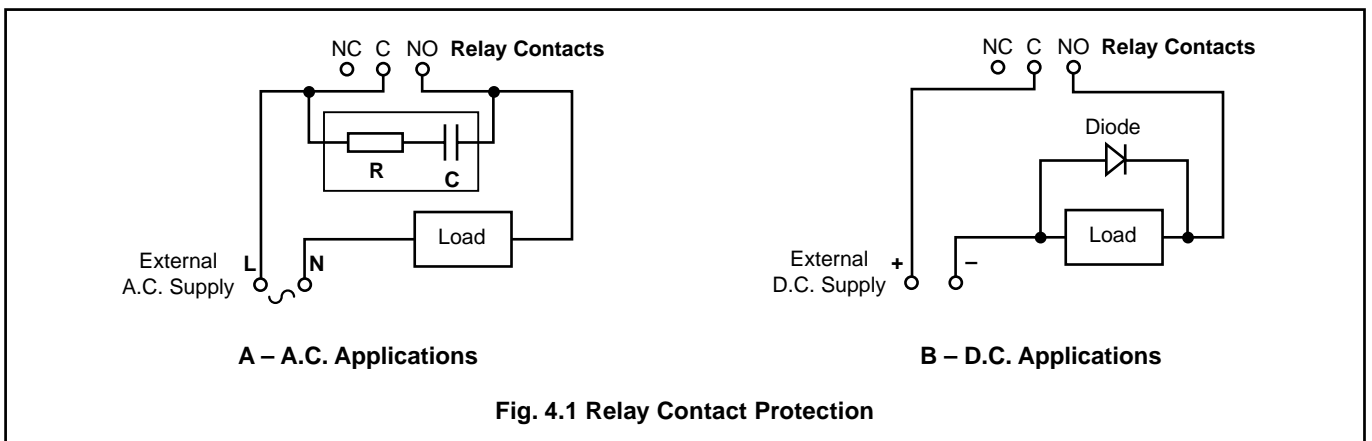 NC C NO Relay Contacts
R
C
Load
External
A.C. Supply
L N
A – A.C. Applications
NC C NO Relay Contacts
Diode
Load
External
D.C. Supply
+ –
B – D.C. Applications
Fig. 4.1 Relay Contact Protection